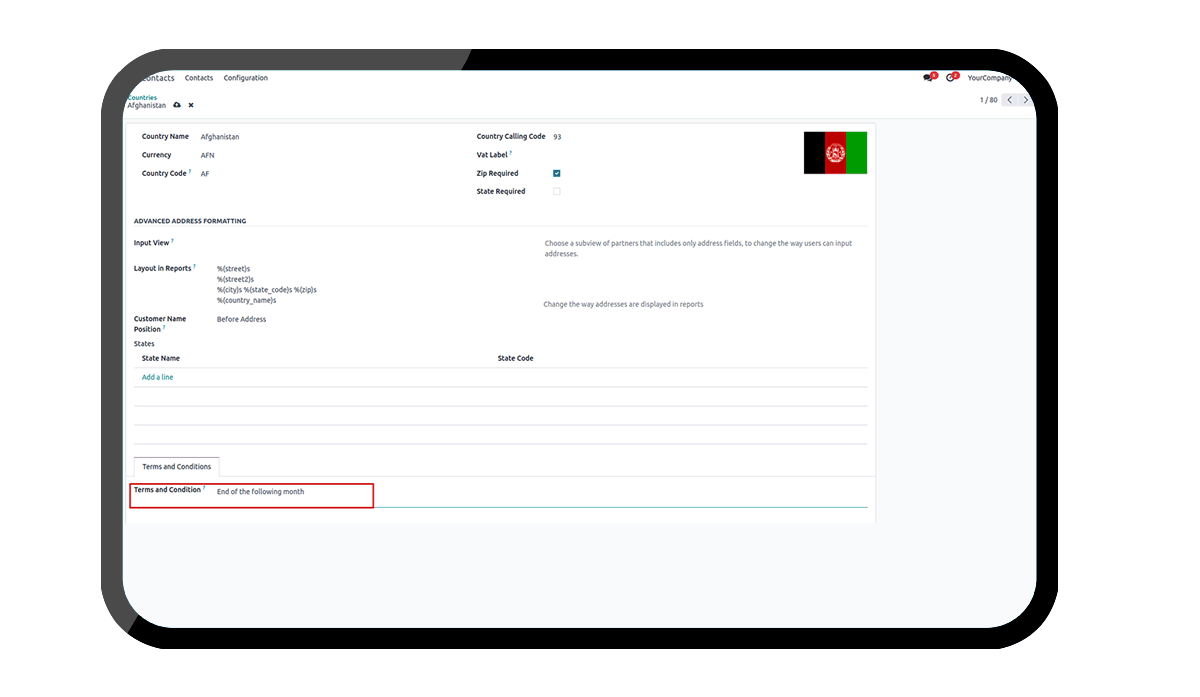 Contacts Contacts Configuration 5 2 YourCompany
Countries
Afghanistan
1 / 80
Country Name Afghanistan
Currency AFN
Country Code ? AF
Country Calling Code 93
Vat Label ?
Zip Required
State Required
ADVANCED ADDRESS FORMATTING
Input View ?
Choose a subview of partners that includes only address fields, to change the way users can input
addresses.
Layout in Reports ? %(street)s
%(street2)s
%(city)s %(state_code)s %(zip)s
%(country_name)s
Change the way addresses are displayed in reports
Customer Name
Position ?
Before Address
States
State Name State Code
Add a line
Terms and Conditions
Terms and Condition ? End of the following month